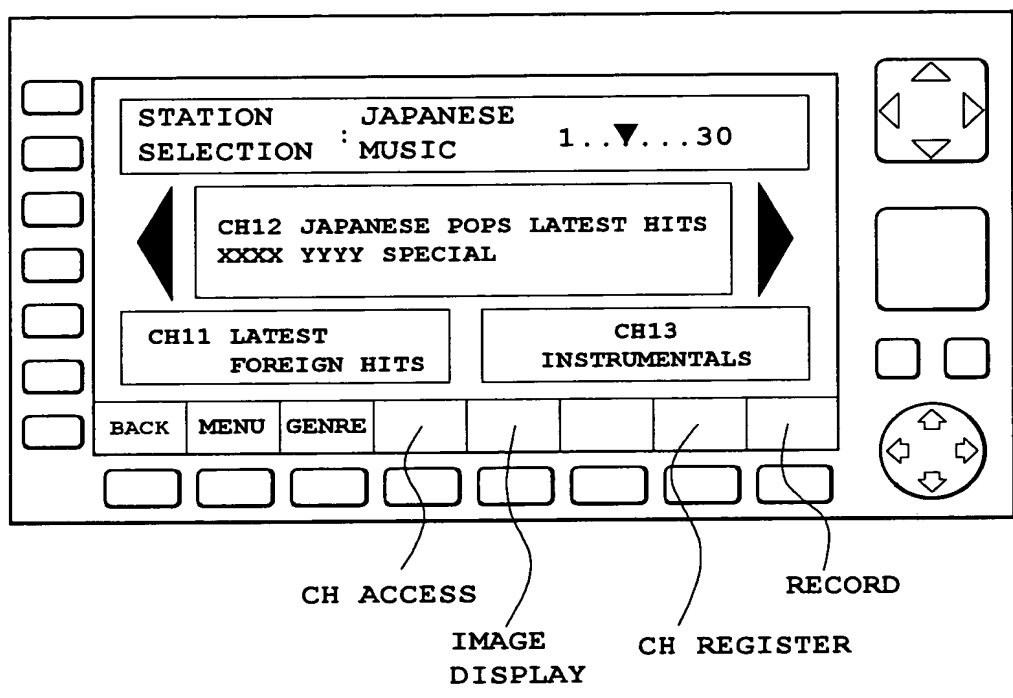 STATION JAPANESE
SELECTION : MUSIC 1..▼...30
CH12 JAPANESE POPS LATEST HITS
XXXX YYYY SPECIAL
CH11 LATEST
FOREIGN HITS
CH13
INSTRUMENTALS
BACK MENU GENRE
CH ACCESS
IMAGE
DISPLAY
CH REGISTER
RECORD